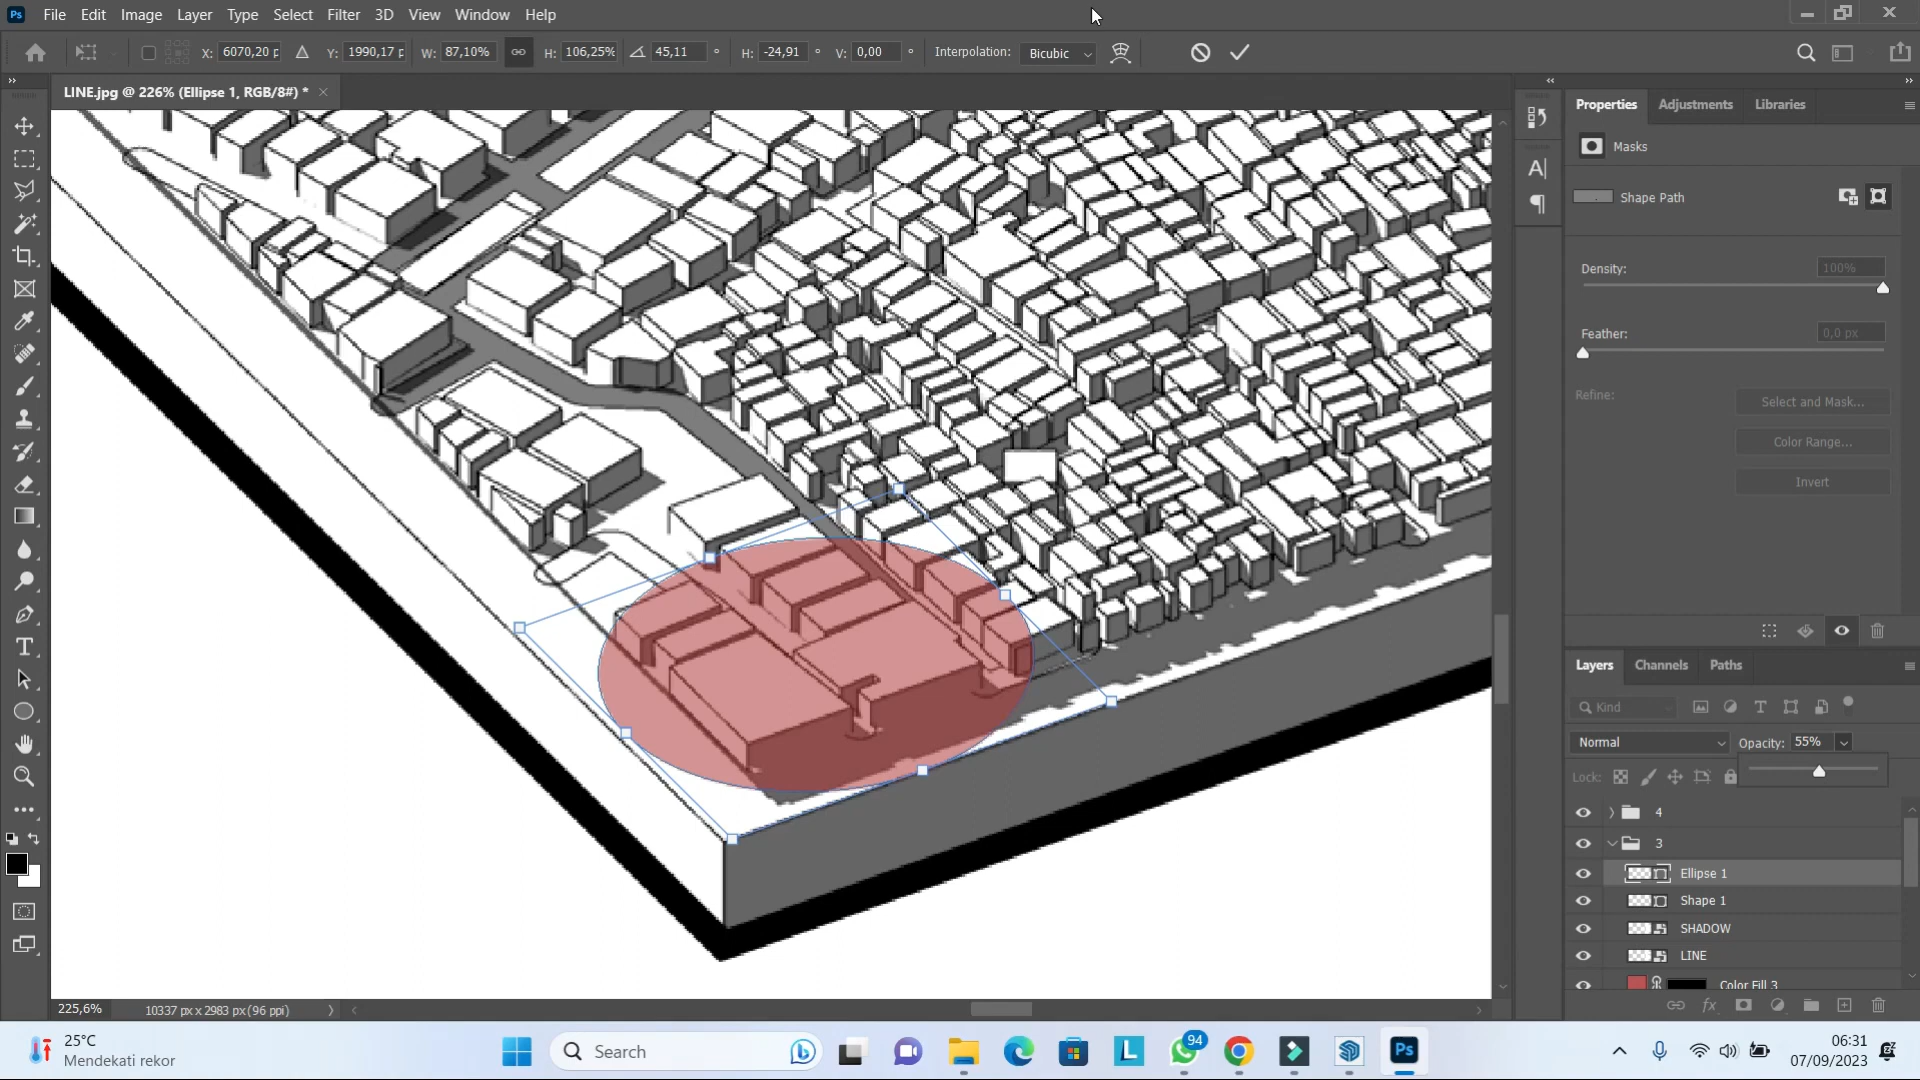 Ps File Edit Image Layer Type Select Filter 3D View Window Help
X: 6070,20 p Y: 1990,17 p W: 87,10% H: 106,25% 45,11 ° H: -24,91 ° V: 0,00 ° Interpolation: Bicubic
LINE.jpg @ 226% (Ellipse 1, RGB/8#) *
Properties Adjustments Libraries
Masks
Shape Path
Density: 100%
Feather: 0,0 px
Refine: Select and Mask...
Color Range...
Invert
Layers Channels Paths
Kind
Normal Opacity: 55%
Lock:
4
3
Ellipse 1
Shape 1
SHADOW
LINE
Color Fill 3
225,6% 10337 px x 2983 px (96 ppi)
25°C
Mendekati rekor
Search
94
Ps
06:31
07/09/2023